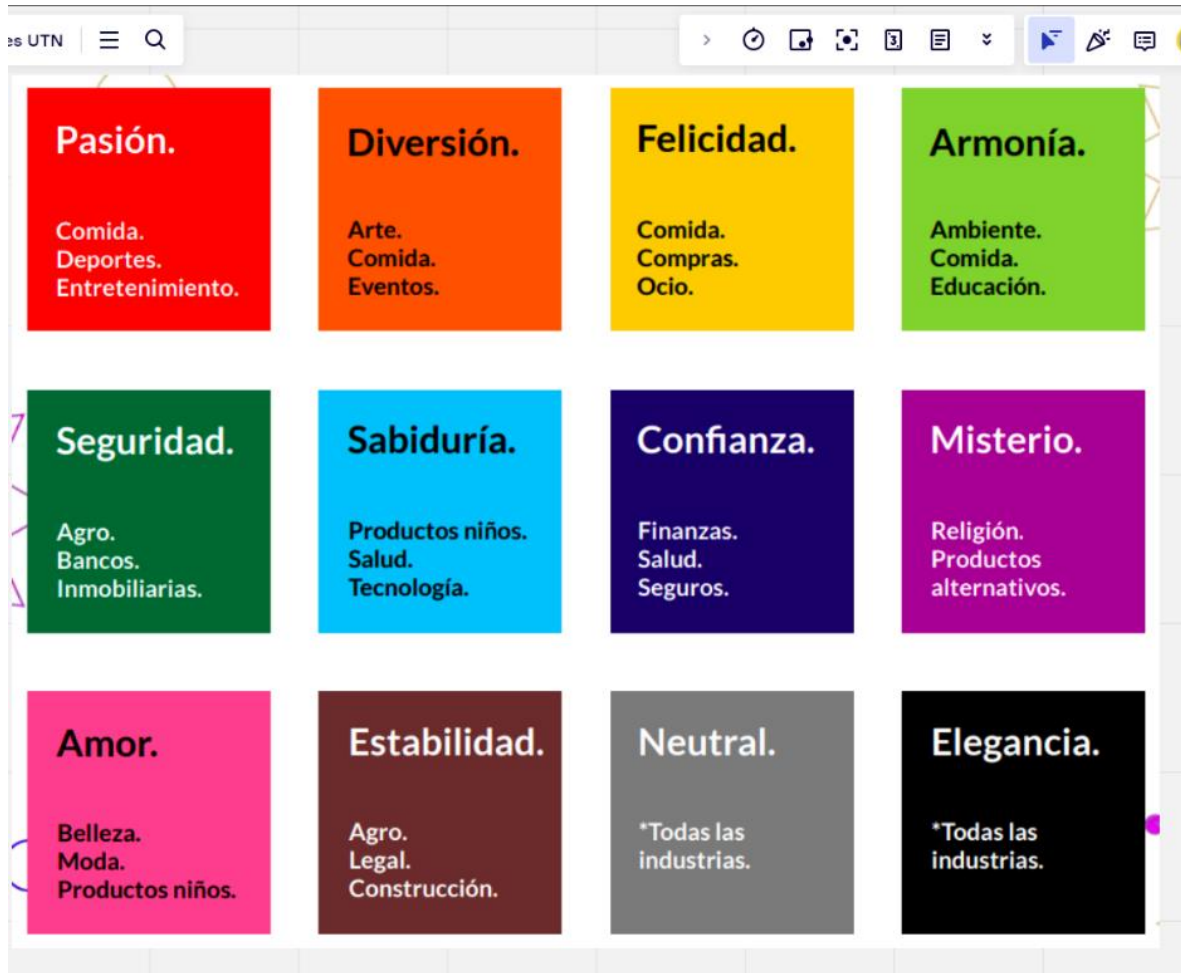 es UTN
3
Pasión.
Comida.
Deportes.
Entretenimiento.
Diversión.
Arte.
Comida.
Eventos.
Felicidad.
Comida.
Compras.
Ocio.
Armonía.
Ambiente.
Comida.
Educación.
Seguridad.
Agro.
Bancos.
Inmobiliarias.
Sabiduría.
Productos niños.
Salud.
Tecnología.
Confianza.
Finanzas.
Salud.
Seguros.
Misterio.
Religión.
Productos
alternativos.
Amor.
Belleza.
Moda.
Productos niños.
Estabilidad.
Agro.
Legal.
Construcción.
Neutral.
*Todas las
industrias.
Elegancia.
*Todas las
industrias.